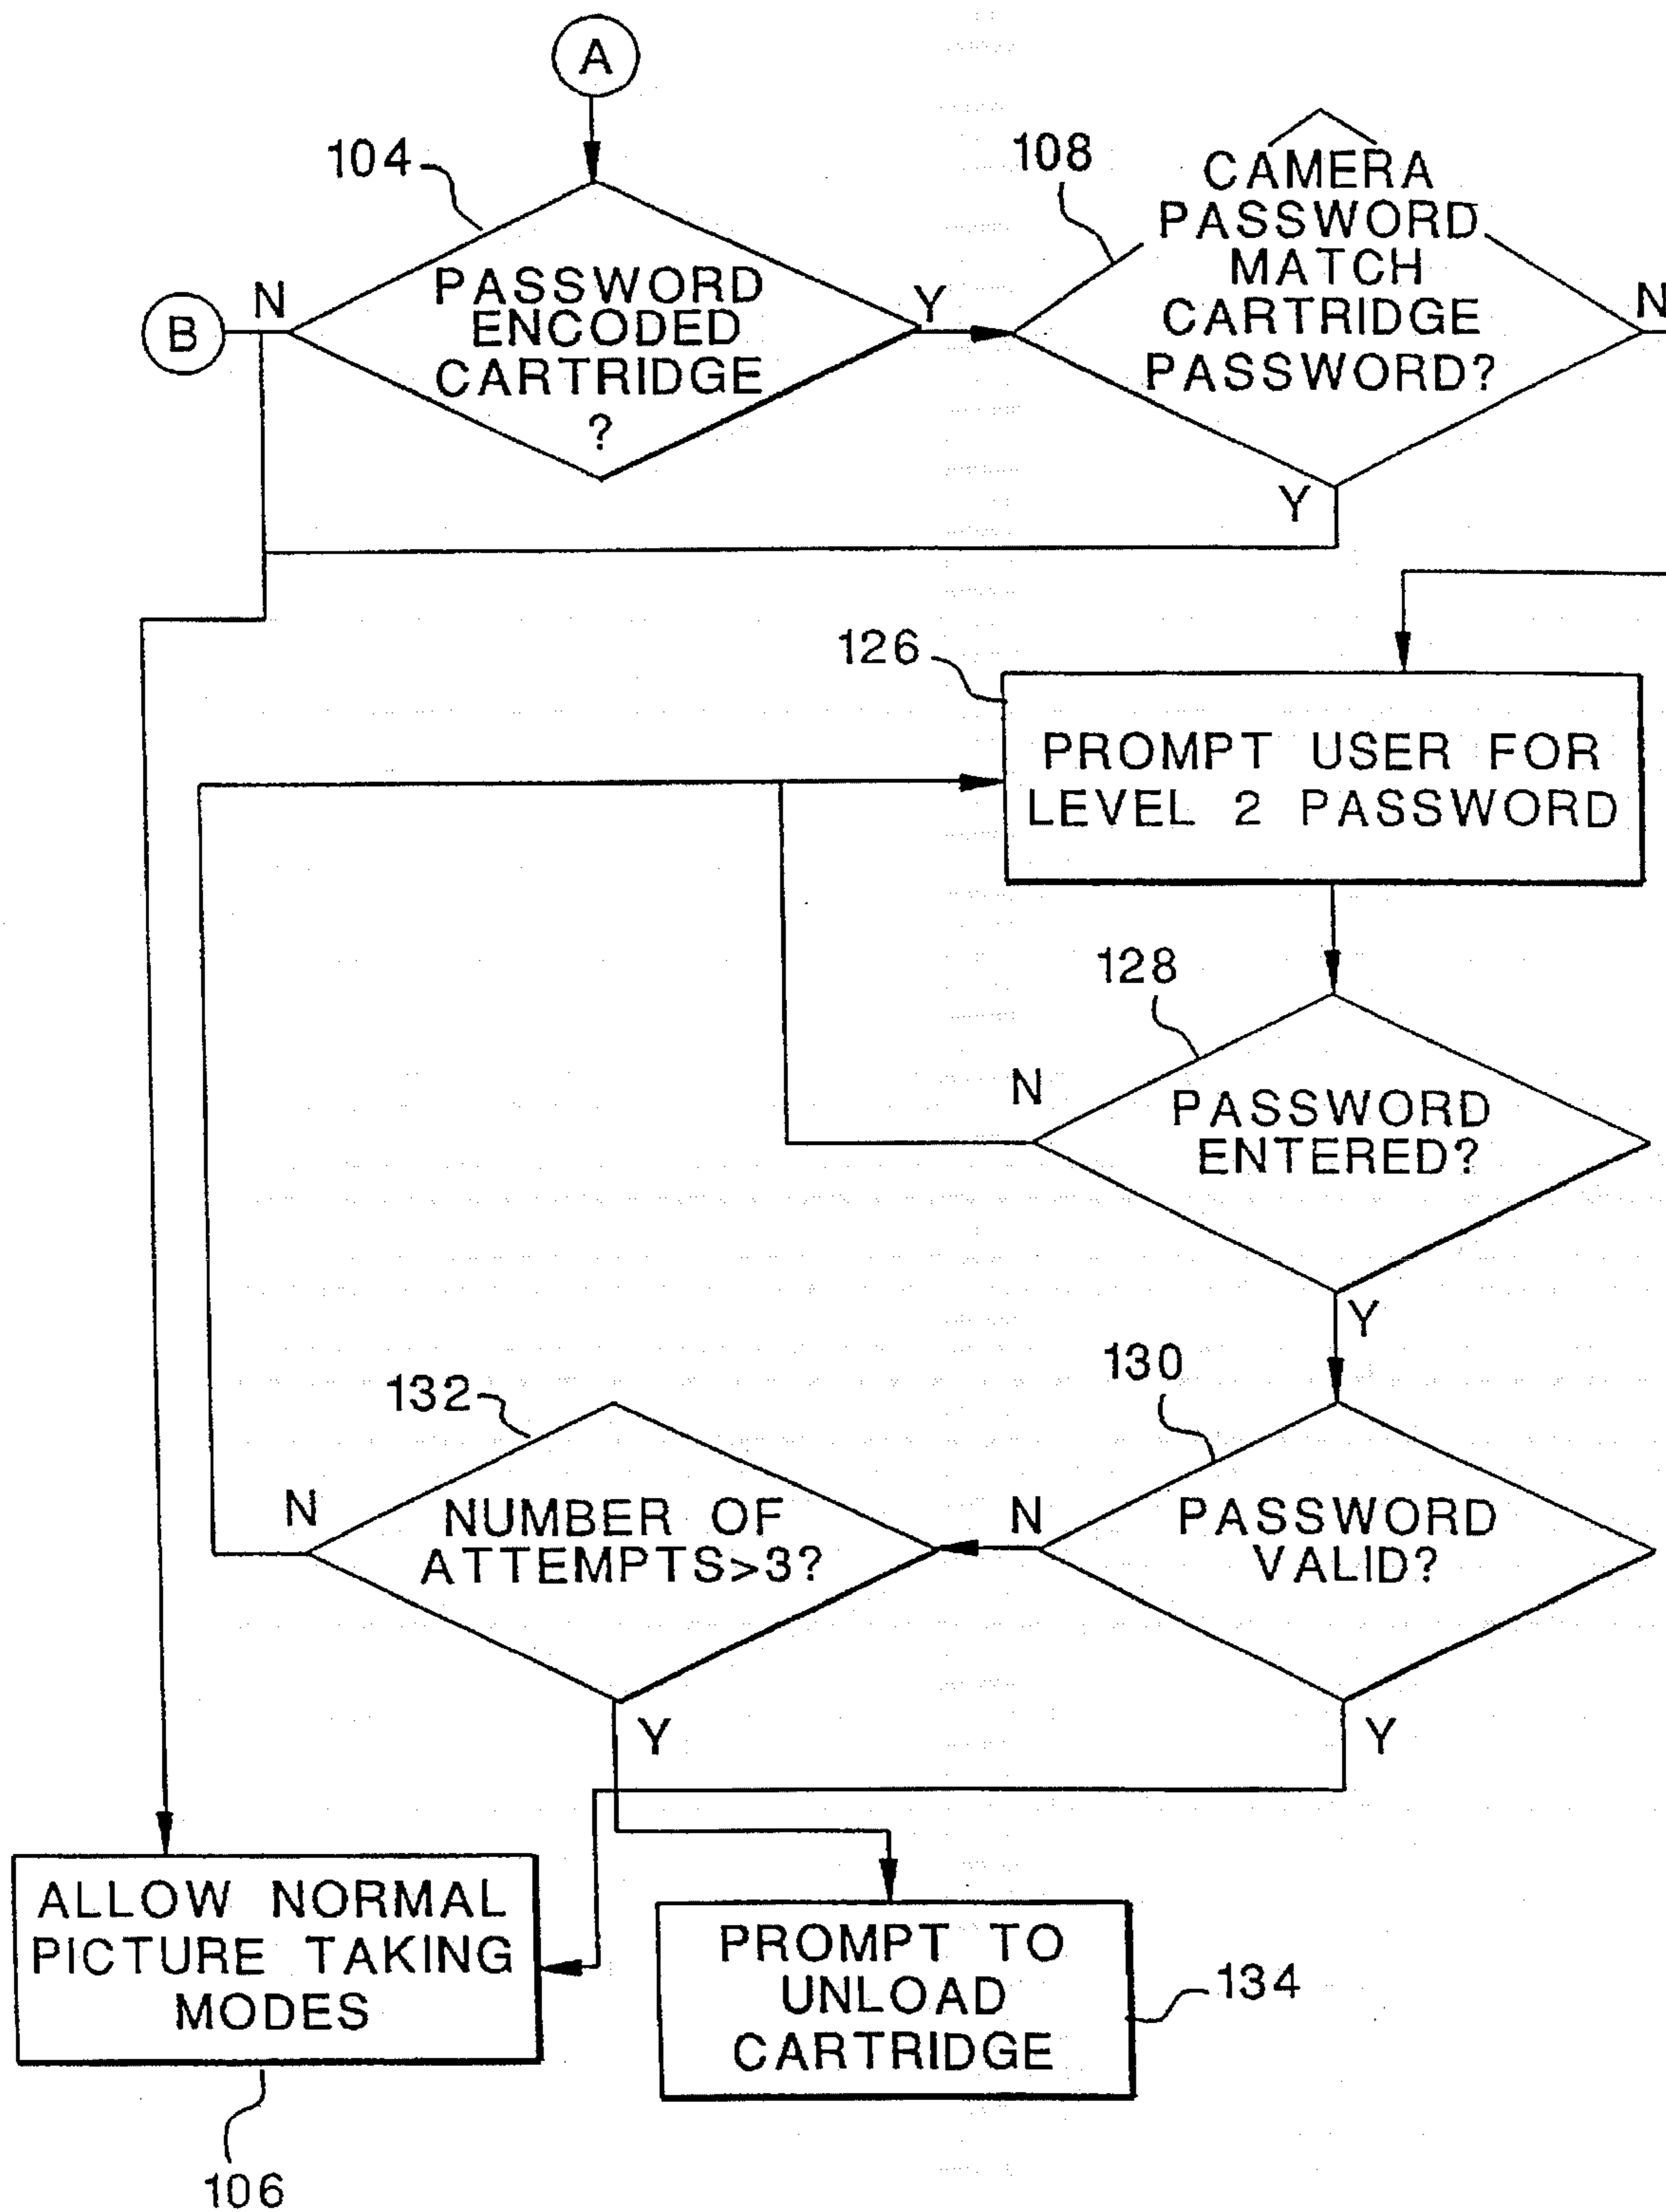 A
104
108
CAMERA
PASSWORD
MATCH
CARTRIDGE
PASSWORD?
B
N
PASSWORD
ENCODED
CARTRIDGE
?
Y
N
Y
126
PROMPT USER FOR
LEVEL 2 PASSWORD
128
N
PASSWORD
ENTERED?
Y
130
132
N
NUMBER OF
ATTEMPTS>3?
N
PASSWORD
VALID?
Y
Y
ALLOW NORMAL
PICTURE TAKING
MODES
PROMPT TO
UNLOAD
CARTRIDGE
134
106